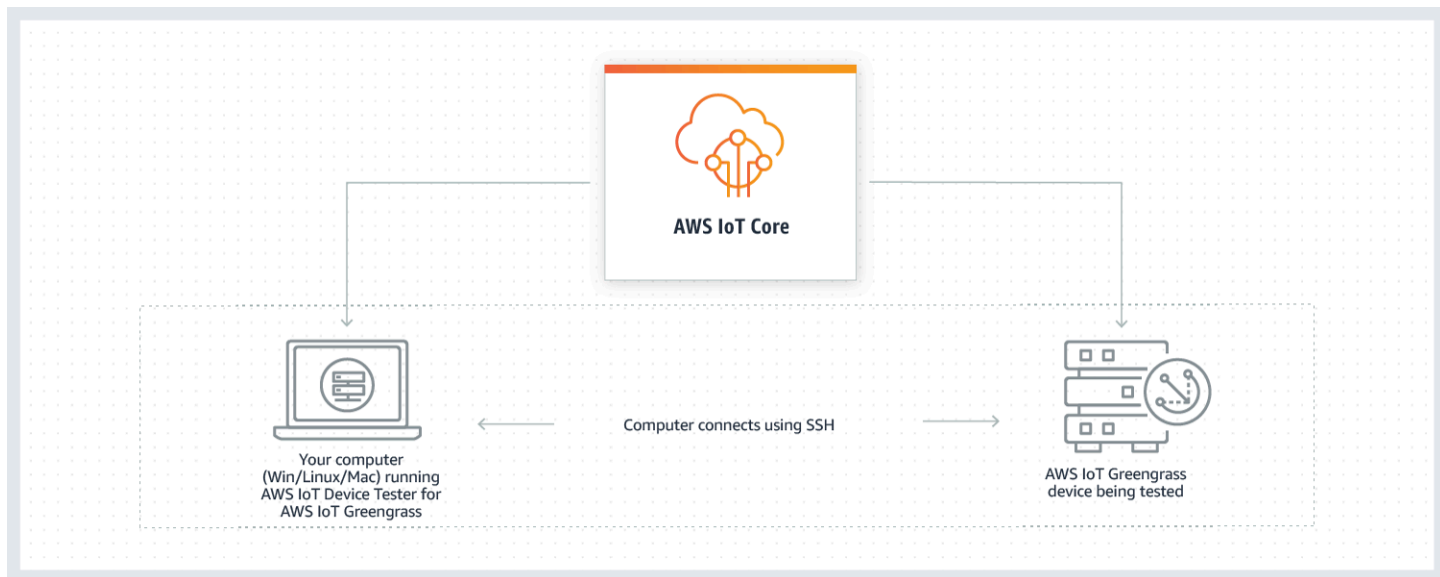 AWS IoT Core
Computer connects using SSH
Your computer
(Win/Linux/Mac) running
AWS IoT Device Tester for
AWS IoT Greengrass
AWS IoT Greengrass
device being tested